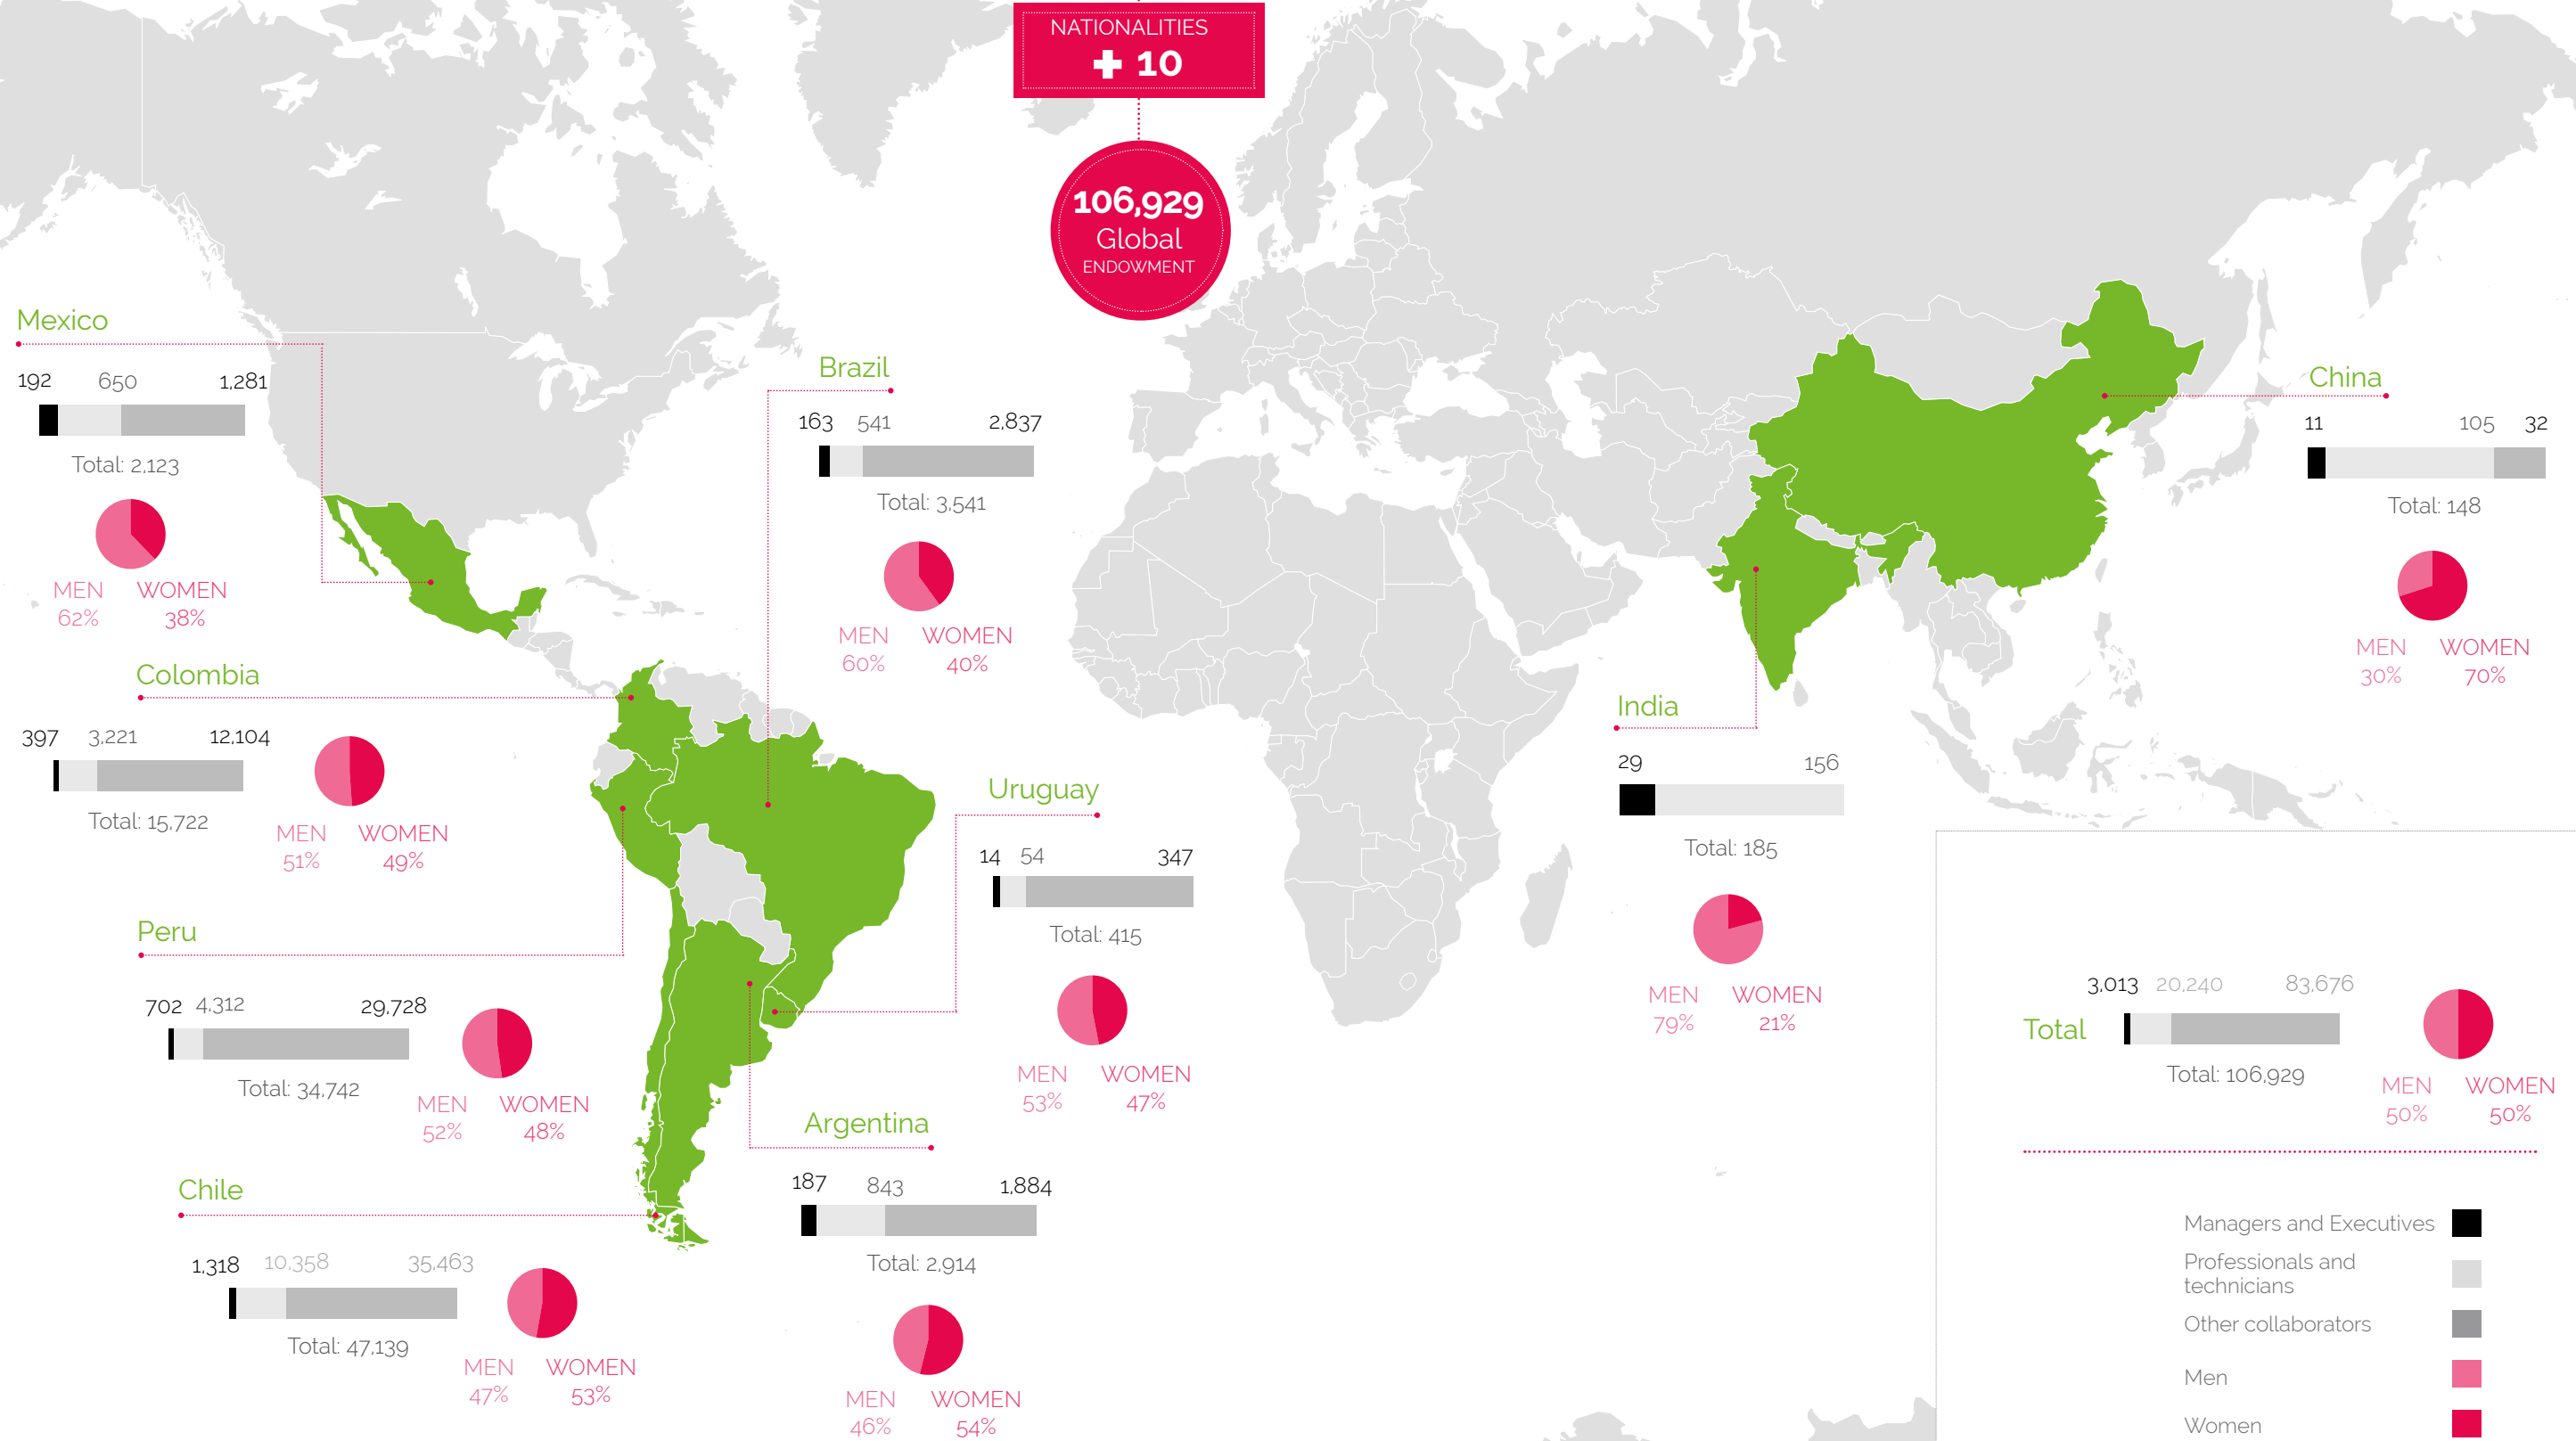 NATIONALITIES
+ 10
106,929
Global
ENDOWMENT
Mexico
192 650 1,281
Total: 2,123
MEN WOMEN
62% 38%
Brazil
163 541 2,837
Total: 3,541
MEN WOMEN
60% 40%
China
11 105 32
Total: 148
MEN WOMEN
30% 70%
Colombia
397 3,221 12,104
Total: 15,722
MEN WOMEN
51% 49%
India
29 156
Total: 185
MEN WOMEN
79% 21%
Uruguay
14 54 347
Total: 415
MEN WOMEN
53% 47%
Peru
702 4,312 29,728
Total: 34,742
MEN WOMEN
52% 48%
Argentina
187 843 1,884
Total: 2,914
MEN WOMEN
46% 54%
Chile
1,318 10,358 35,463
Total: 47,139
MEN WOMEN
47% 53%
3,013 20,240 83,676
Total
Total: 106,929
MEN WOMEN
50% 50%
Managers and Executives
Professionals and
technicians
Other collaborators
Men
Women